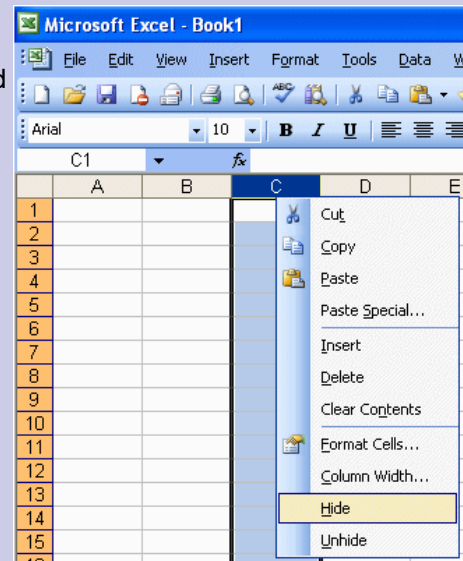 Microsoft Excel - Book1
File Edit View Insert Format Tools Data W
d
ABC
Arial 10 B I U
C1 fx
A B C D E
1
2
3
4
5
6
7
8
9
10
11
12
13
14
15
Cut
Copy
Paste
Paste Special...
Insert
Delete
Clear Contents
Format Cells...
Column Width...
Hide
Unhide